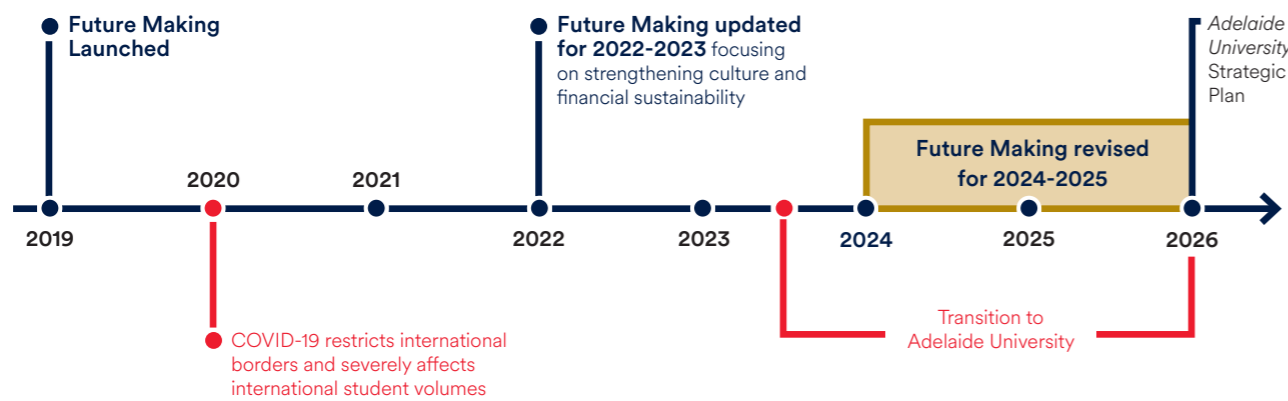 Future Making
Launched
Future Making updated
for 2022-2023 focusing
on strengthening culture and
financial sustainability
Adelaide
University
Strategic
Plan
Future Making revised
for 2024-2025
2020
2021
2019
2022
2023
2024
2025
2026
COVID-19 restricts international
borders and severely affects
international student volumes
Transition to
Adelaide University